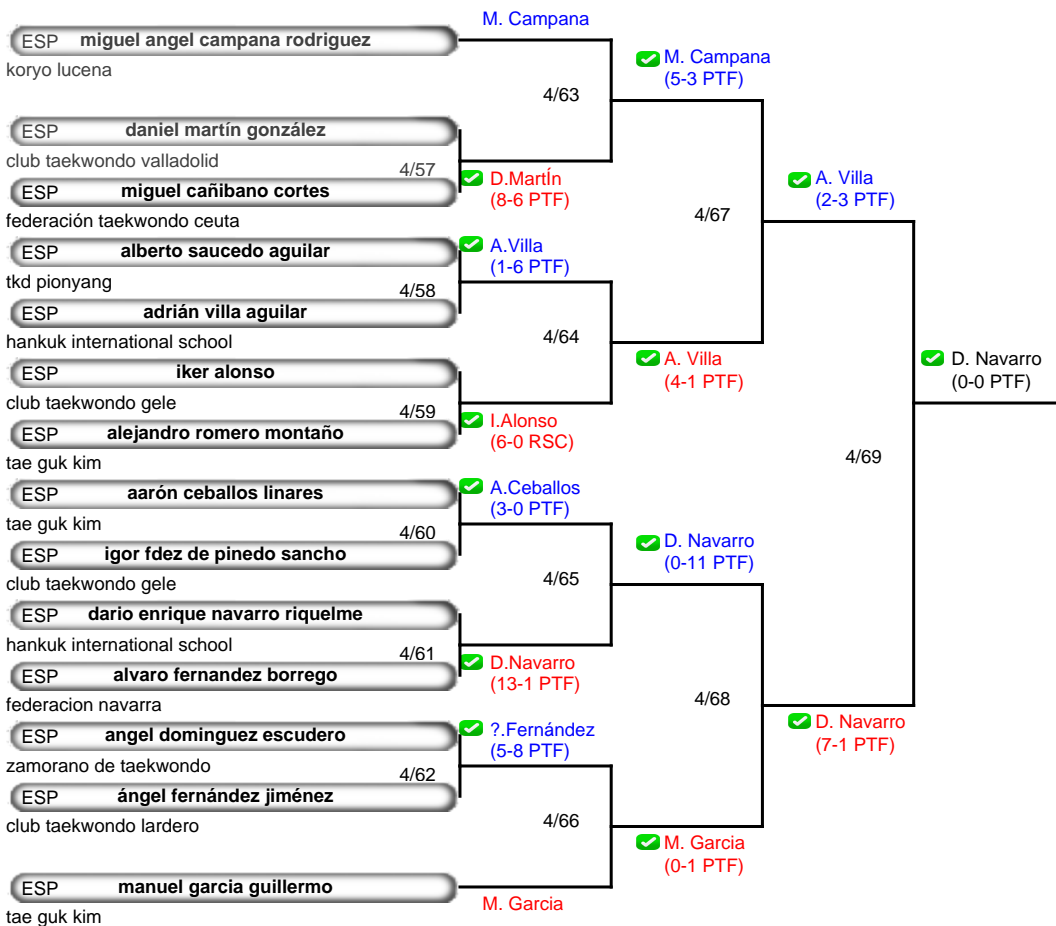 M. Campana
ESP miguel angel campana rodriguez
koryo lucena
M. Campana
(5-3 PTF)
4/63
ESP daniel martín González
club taekwondo valladolid
4/57
ESP miguel cañibano cortes
federación taekwondo ceuta
D.MartÍn
(8-6 PTF)
A. Villa
(2-3 PTF)
4/67
ESP alberto saucedo aguilar
tkd pionyang
A.Villa
(1-6 PTF)
4/58
ESP adrián villa aguilar
hankuk international school
4/64
A. Villa
(4-1 PTF)
D. Navarro
(0-0 PTF)
ESP iker alonso
club taekwondo gele
4/59
ESP alejandro romero montaño
tae guk kim
I.Alonso
(6-0 RSC)
4/69
ESP aarón ceballos linares
tae guk kim
A.Ceballos
(3-0 PTF)
4/60
ESP igor fdez de pinedo sancho
club taekwondo gele
D. Navarro
(0-11 PTF)
4/65
ESP dario enrique navarro riquelme
hankuk international school
4/61
ESP alvaro fernandez borrego
federacion navarra
D.Navarro
(13-1 PTF)
4/68
D. Navarro
(7-1 PTF)
ESP angel dominguez escudero
zamorano de taekwondo
?.Fernández
(5-8 PTF)
4/62
ESP ángel fernández jiménez
club taekwondo lardero
4/66
M. Garcia
(0-1 PTF)
ESP manuel garcia guillermo
tae guk kim
M. Garcia